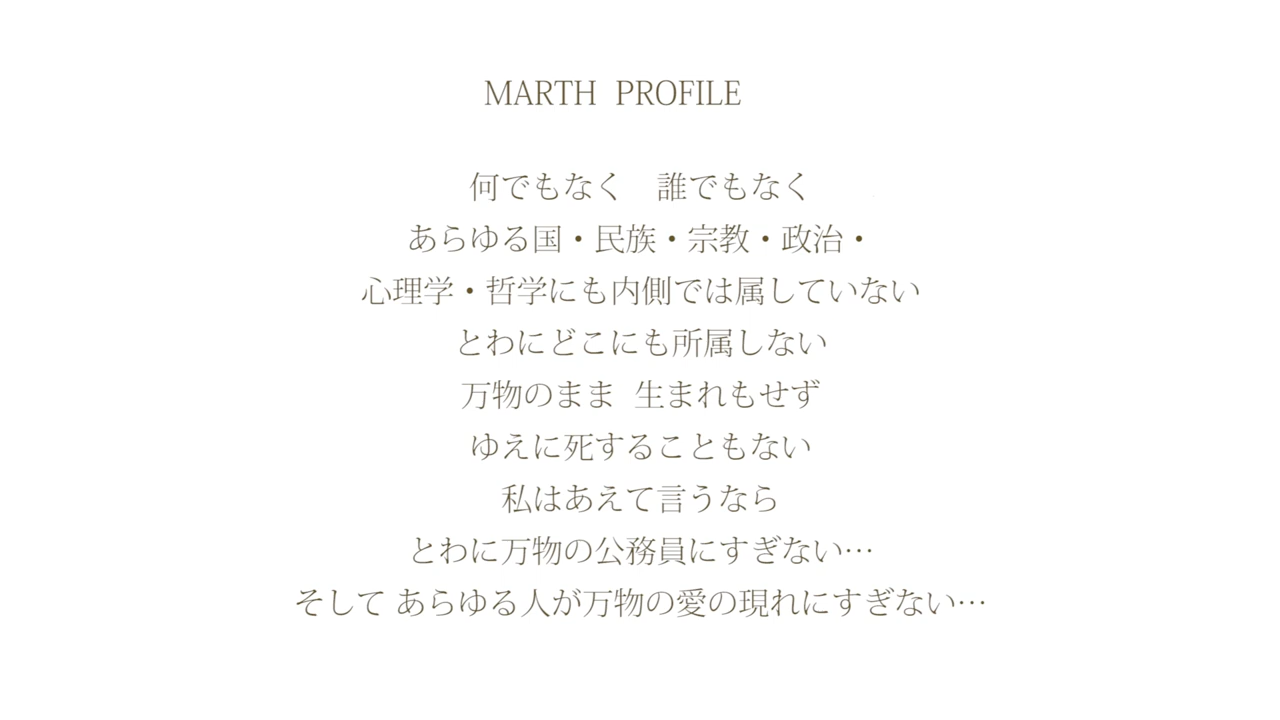 MARTH PROFILE
何でもなく　誰でもなく
あらゆる国・民族・宗教・政治・
心理学・哲学にも内側では属していない
とわにどこにも所属しない
万物のまま 生まれもせず
ゆえに死することもない
私はあえて言うなら
とわに万物の公務員にすぎない…
そして あらゆる人が万物の愛の現れにすぎない…